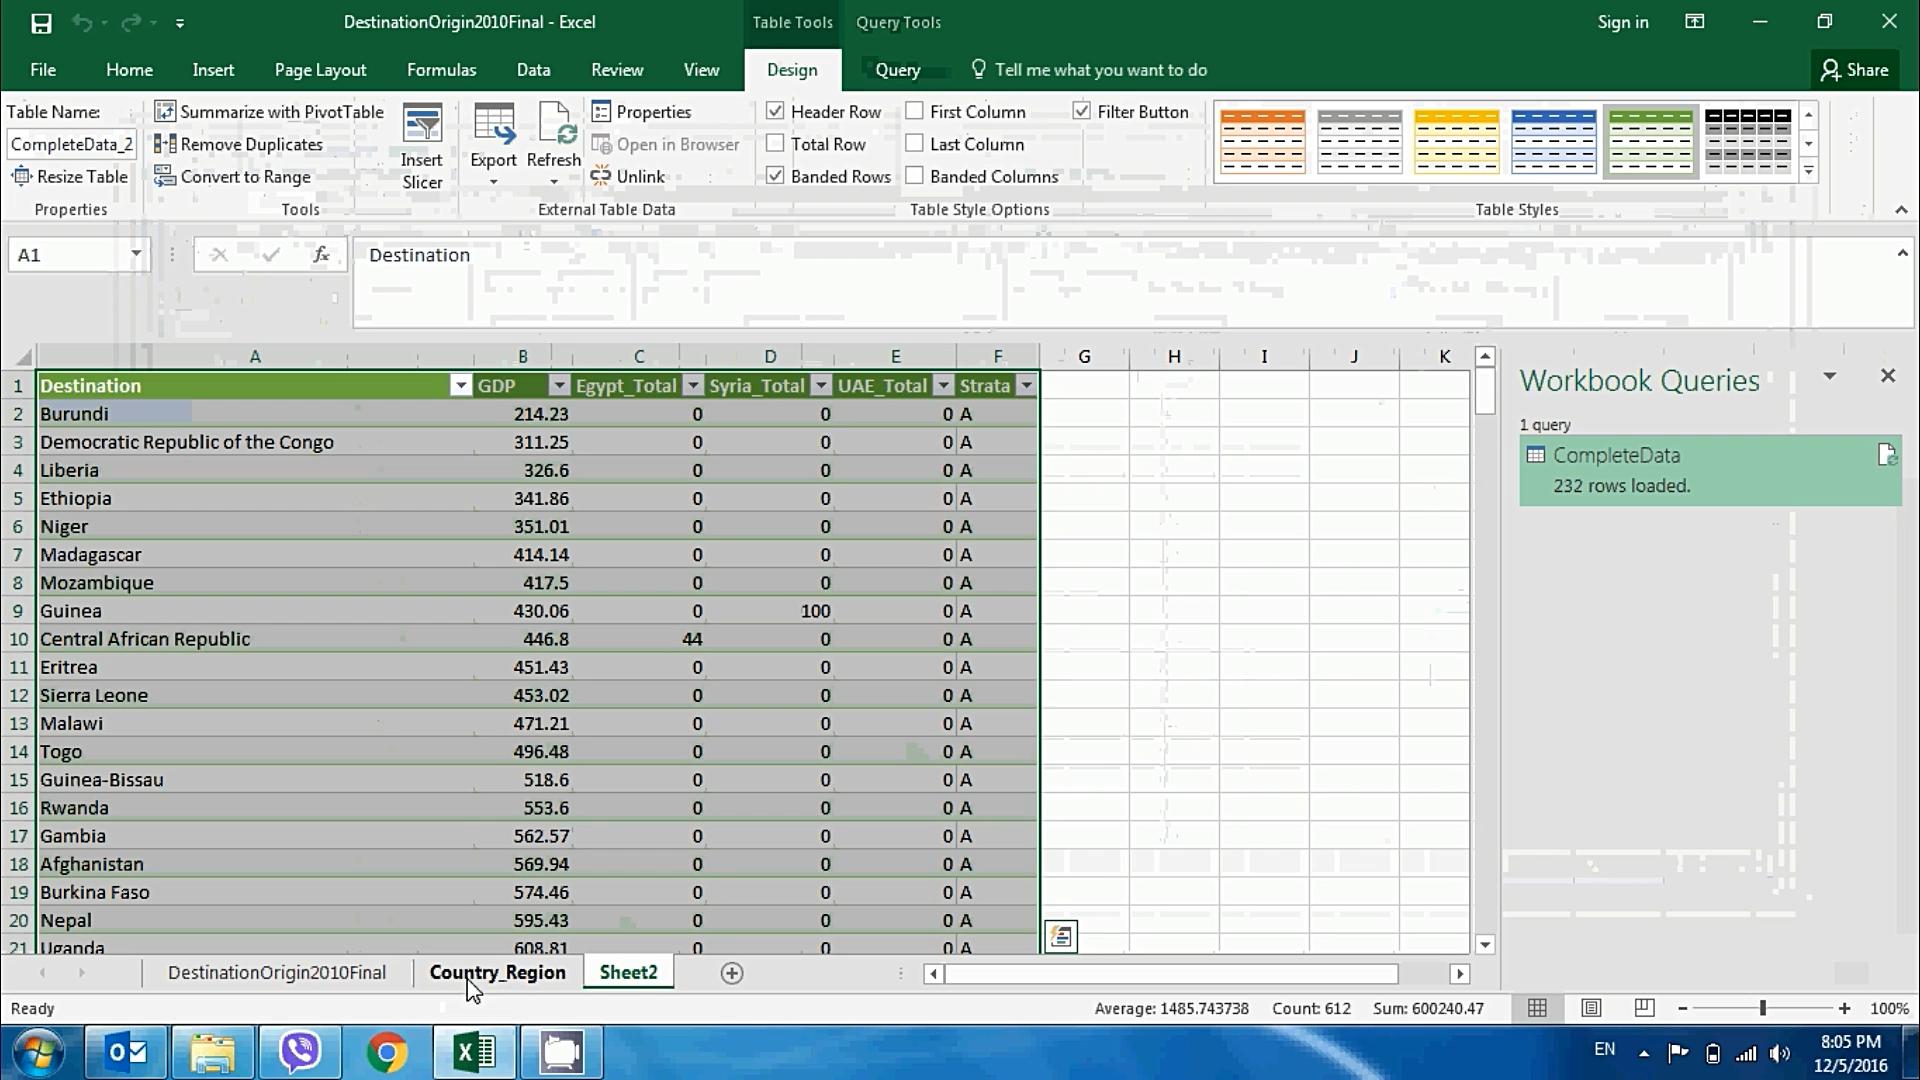 DestinationOrigin2010Final - Excel
Table Tools
Query Tools
Sign in
File
Home
Insert
Page Layout
Formulas
Data
Review
View
Design
Query
Tell me what you want to do
Share
Table Name:
CompleteData_2
Resize Table
Properties
Summarize with PivotTable
Remove Duplicates
Convert to Range
Tools
Insert
Slicer
Export
Refresh
Properties
Open in Browser
Unlink
External Table Data
Header Row
Total Row
Banded Rows
First Column
Last Column
Banded Columns
Filter Button
Table Style Options
Table Styles
A1
fx
Destination
A B C D E F G H I J K
1 Destination GDP Egypt_Total Syria_Total UAE_Total Strata
2 Burundi 214.23 0 0 0 A
3 Democratic Republic of the Congo 311.25 0 0 0 A
4 Liberia 326.6 0 0 0 A
5 Ethiopia 341.86 0 0 0 A
6 Niger 351.01 0 0 0 A
7 Madagascar 414.14 0 0 0 A
8 Mozambique 417.5 0 0 0 A
9 Guinea 430.06 0 100 0 A
10 Central African Republic 446.8 44 0 0 A
11 Eritrea 451.43 0 0 0 A
12 Sierra Leone 453.02 0 0 0 A
13 Malawi 471.21 0 0 0 A
14 Togo 496.48 0 0 0 A
15 Guinea-Bissau 518.6 0 0 0 A
16 Rwanda 553.6 0 0 0 A
17 Gambia 562.57 0 0 0 A
18 Afghanistan 569.94 0 0 0 A
19 Burkina Faso 574.46 0 0 0 A
20 Nepal 595.43 0 0 0 A
21 Uganda 608.81 0 0 0 A
Workbook Queries
1 query
CompleteData
232 rows loaded.
DestinationOrigin2010Final
Country_Region
Sheet2
Ready
Average: 1485.743738
Count: 612
Sum: 600240.47
100%
EN
8:05 PM
12/5/2016